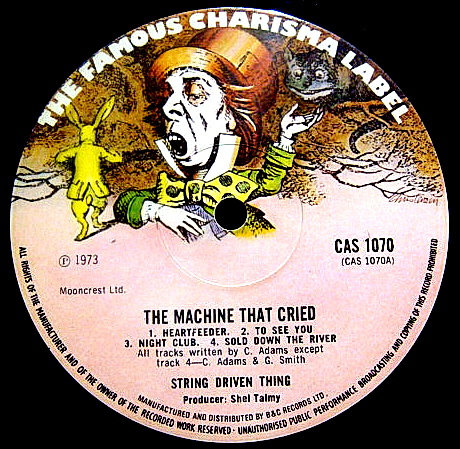 THE FAMOUS CHARISMA LABEL
CAS 1070
(CAS 1070A)
Ⓟ 1973
Mooncrest Ltd.
THE MACHINE THAT CRIED
1. HEARTFEEDER. 2. TO SEE YOU
3. NIGHT CLUB. 4. SOLD DOWN THE RIVER
All tracks written by C. Adams except
track 4—C. Adams & G. Smith
STRING DRIVEN THING
Producer: Shel Talmy
MANUFACTURED AND DISTRIBUTED BY B&C RECORDS LTD.
ALL RIGHTS OF THE MANUFACTURER AND OF THE OWNER OF THE RECORDED WORK RESERVED · UNAUTHORISED PUBLIC PERFORMANCE BROADCASTING AND COPYING OF THIS RECORD PROHIBITED